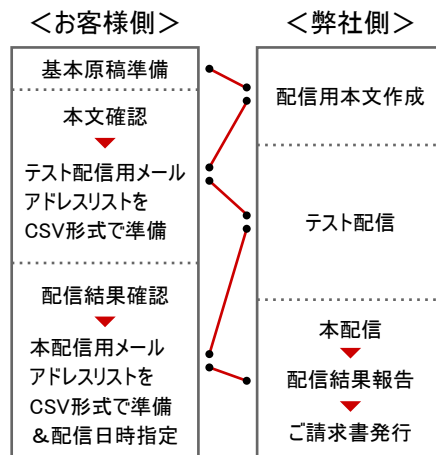 ＜お客様側＞
基本原稿準備
本文確認
テスト配信用メール
アドレスリストを
CSV形式で準備
配信結果確認
本配信用メール
アドレスリストを
CSV形式で準備
＆配信日時指定
＜弊社側＞
配信用本文作成
テスト配信
本配信
配信結果報告
ご請求書発行